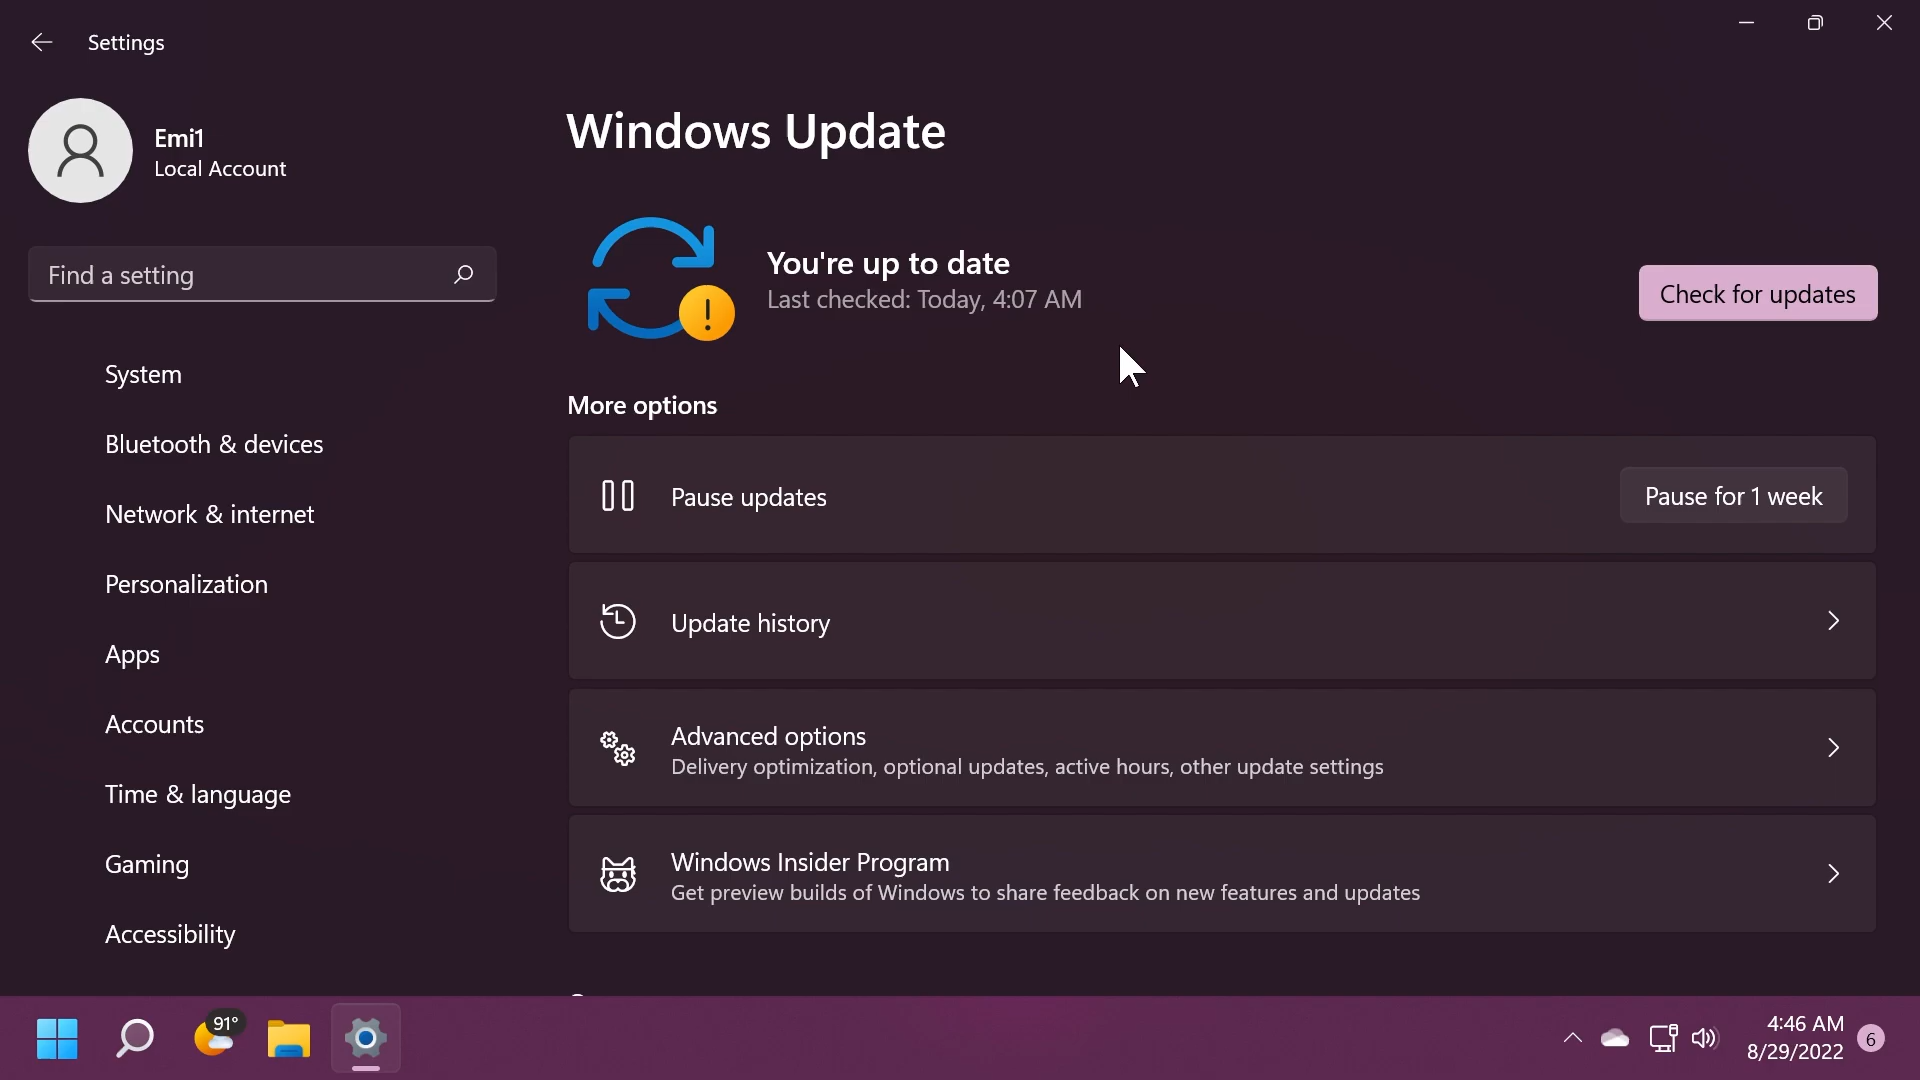 Settings
Emi1
Local Account
Find a setting
System
Bluetooth & devices
Network & internet
Personalization
Apps
Accounts
Time & language
Gaming
Accessibility
Windows Update
You're up to date
Last checked: Today, 4:07 AM
Check for updates
More options
Pause updates
Pause for 1 week
Update history
Advanced options
Delivery optimization, optional updates, active hours, other update settings
Windows Insider Program
Get preview builds of Windows to share feedback on new features and updates
91°
4:46 AM
8/29/2022
6